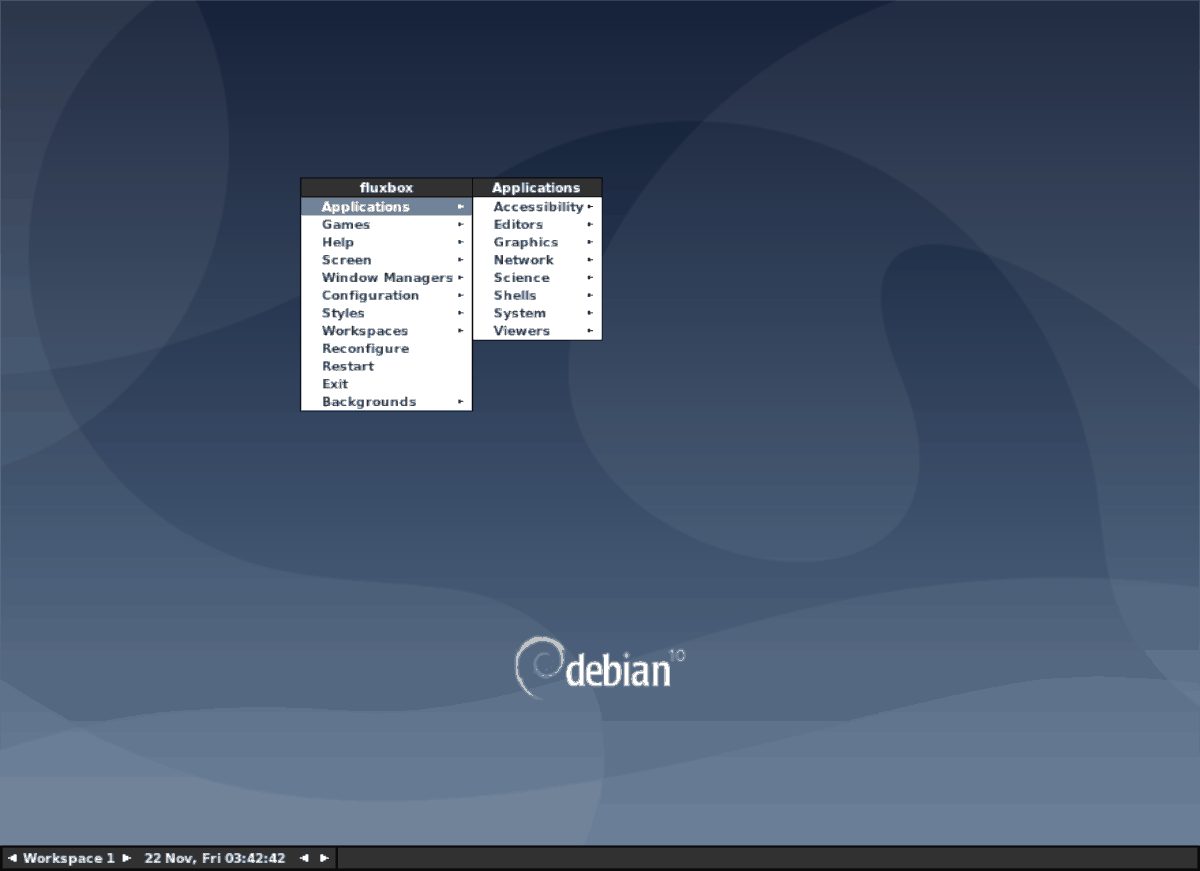 fluxbox
Applications
Games
Help
Screen
Window Managers
Configuration
Styles
Workspaces
Reconfigure
Restart
Exit
Backgrounds
Applications
Accessibility
Editors
Graphics
Network
Science
Shells
System
Viewers
debian 10
Workspace 1 22 Nov, Fri 03:42:42